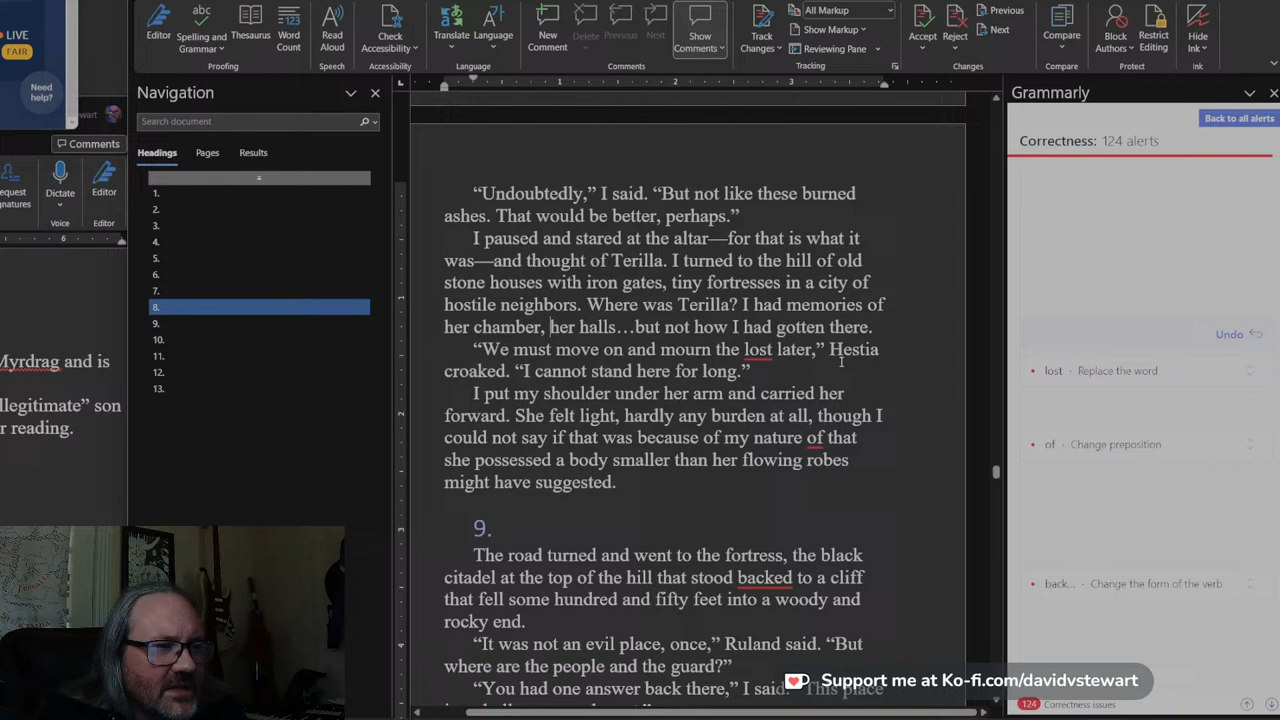 LIVE
FAIR
Need
help?
Editor
Spelling and
Grammar
Thesaurus
Word
Count
Proofing
Read
Aloud
Speech
Check
Accessibility
Accessibility
Translate
Language
Language
New
Comment
Delete
Previous
Next
Show
Comments
Comments
Track
Changes
All Markup
Show Markup
Reviewing Pane
Tracking
Accept
Reject
Previous
Next
Changes
Compare
Compare
Block
Authors
Restrict
Editing
Protect
Hide
Ink
Ink
Navigation
Search document
Headings
Pages
Results
1.
2.
3.
4.
5.
6.
7.
8.
9.
10.
11.
12.
13.
Comments
Dictate
Editor
Voice
Editor
6
Myrdrag and is
son
reading.
1
2
3
“Undoubtedly,” I said. “But not like these burned
ashes. That would be better, perhaps.”
I paused and stared at the altar—for that is what it
was—and thought of Terilla. I turned to the hill of old
stone houses with iron gates, tiny fortresses in a city of
hostile neighbors. Where was Terilla? I had memories of
her chamber, her halls…but not how I had gotten there.
“We must move on and mourn the lost later,” Hestia
croaked. “I cannot stand here for long.”
I put my shoulder under her arm and carried her
forward. She felt light, hardly any burden at all, though I
could not say if that was because of my nature of that
she possessed a body smaller than her flowing robes
might have suggested.
9.
The road turned and went to the fortress, the black
citadel at the top of the hill that stood backed to a cliff
that fell some hundred and fifty feet into a woody and
rocky end.
“It was not an evil place, once,” Ruland said. “But
where are the people and the guard?”
“You had one answer back there,” I said. “This place
Grammarly
Back to all alerts
Correctness: 124 alerts
Undo
lost · Replace the word
of · Change preposition
back... · Change the form of the verb
124 Correctness issues
Support me at Ko-fi.com/davidvstewart